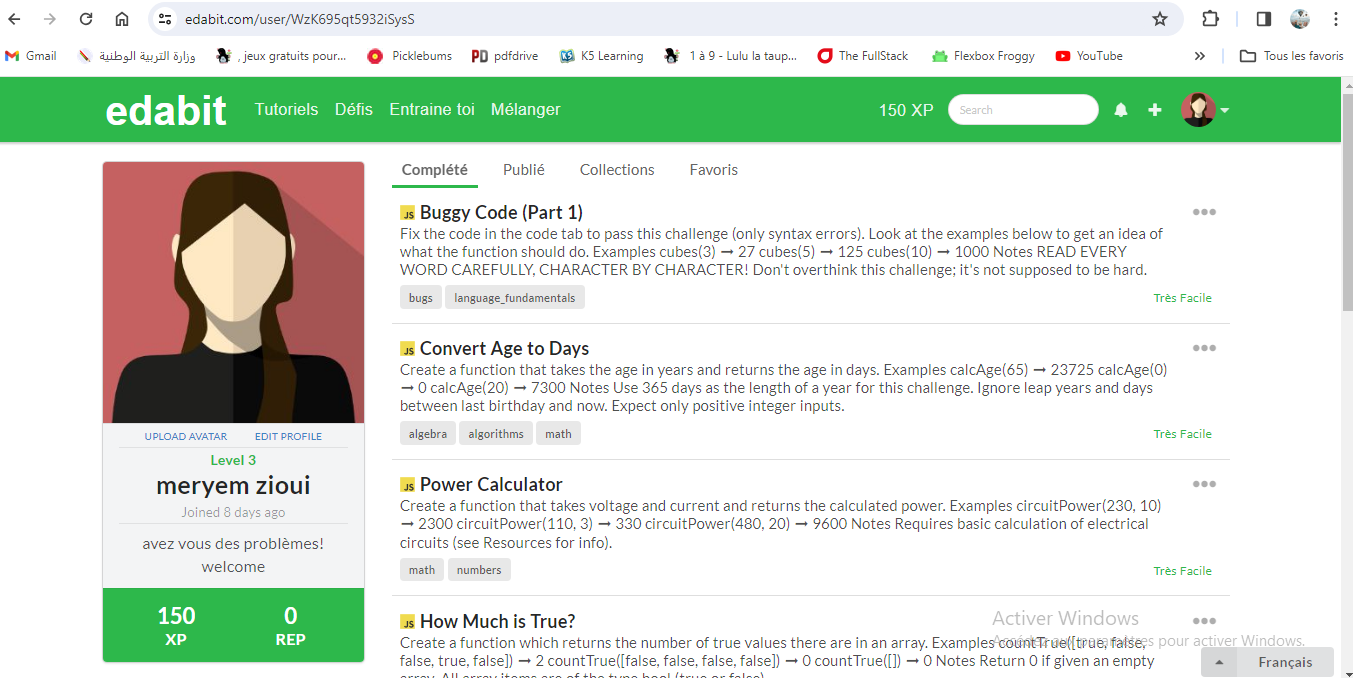 edabit.com/user/WzK695qt5932iSysS
Gmail
وزارة التربية الوطنية
, jeux gratuits pour...
Picklebums
PD pdfdrive
K5 Learning
1 à 9 - Lulu la taup...
The FullStack
Flexbox Froggy
YouTube
»
Tous les favoris
edabit
Tutoriels
Défis
Entraine toi
Mélanger
150 XP
Search
UPLOAD AVATAR
EDIT PROFILE
Level 3
meryem zioui
Joined 8 days ago
avez vous des problèmes!
welcome
150
XP
0
REP
Complété
Publié
Collections
Favoris
JS Buggy Code (Part 1)
Fix the code in the code tab to pass this challenge (only syntax errors). Look at the examples below to get an idea of
what the function should do. Examples cubes(3) ➞ 27 cubes(5) ➞ 125 cubes(10) ➞ 1000 Notes READ EVERY
WORD CAREFULLY, CHARACTER BY CHARACTER! Don't overthink this challenge; it's not supposed to be hard.
bugs
language_fundamentals
Très Facile
JS Convert Age to Days
Create a function that takes the age in years and returns the age in days. Examples calcAge(65) ➞ 23725 calcAge(0)
➞ 0 calcAge(20) ➞ 7300 Notes Use 365 days as the length of a year for this challenge. Ignore leap years and days
between last birthday and now. Expect only positive integer inputs.
algebra
algorithms
math
Très Facile
JS Power Calculator
Create a function that takes voltage and current and returns the calculated power. Examples circuitPower(230, 10)
➞ 2300 circuitPower(110, 3) ➞ 330 circuitPower(480, 20) ➞ 9600 Notes Requires basic calculation of electrical
circuits (see Resources for info).
math
numbers
Très Facile
JS How Much is True?
Create a function which returns the number of true values there are in an array. Examples countTrue([true, false,
false, true, false]) ➞ 2 countTrue([false, false, false, false]) ➞ 0 countTrue([]) ➞ 0 Notes Return 0 if given an empty
array. All array items are of the type bool (true or false).
Activer Windows
Accédez aux paramètres pour activer Windows.
Français